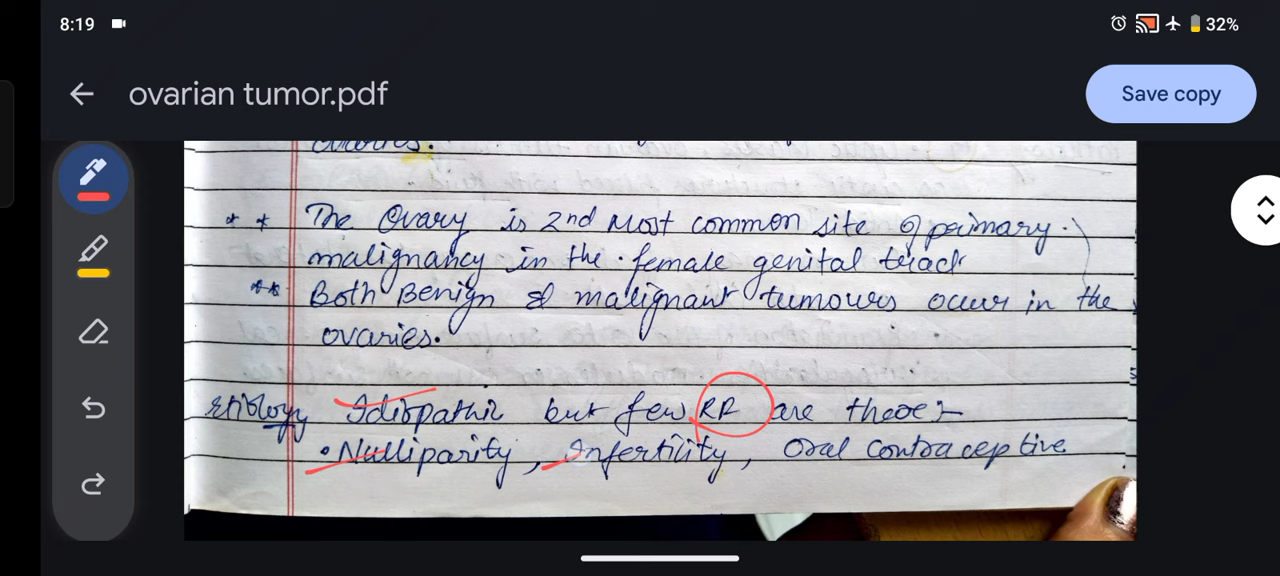 8:19
32%
ovarian tumor.pdf
Save copy
ovaries.
** The Ovary is 2nd Most common site of primary.
malignancy in the female genital tract
** Both Benign & malignant tumours occur in the
ovaries.
Etiology Idiopathic but few RF are there:-
• Nulliparity, Infertility, Oral Contraceptive